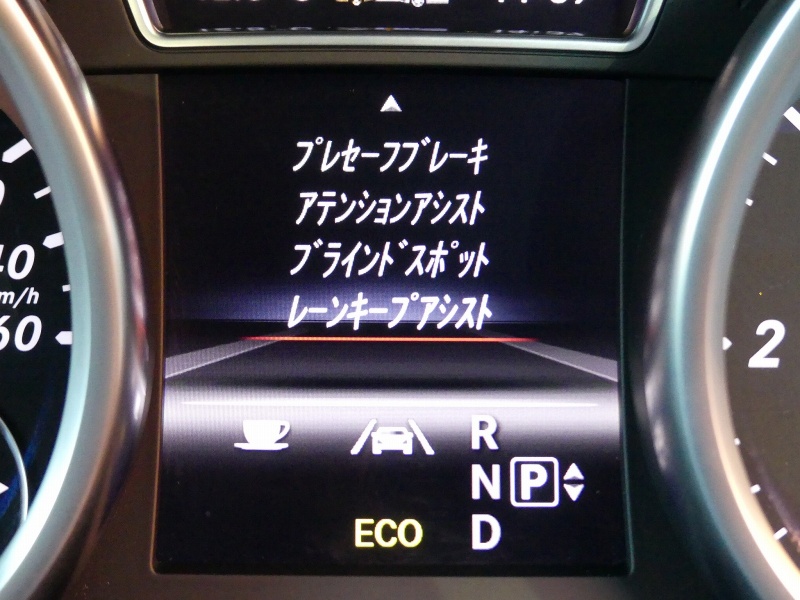 プレセーフブレーキ
アテンションアシスト
ブラインドスポット
レーンキープアシスト
40
km/h
60
2
R
N P
ECO D